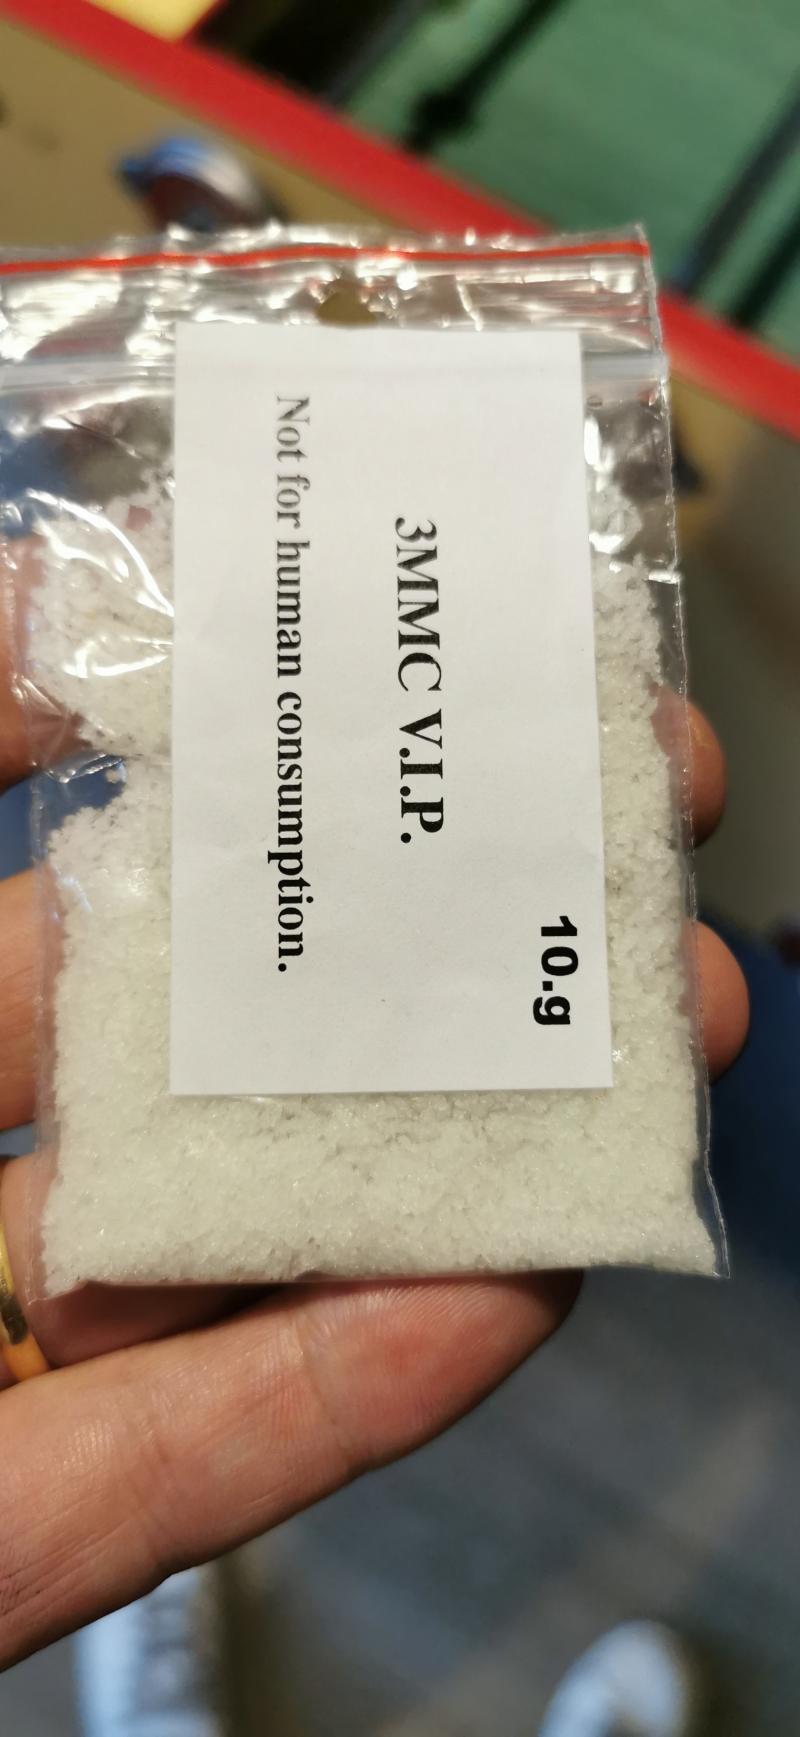 10.g
3MMC V.I.P.
Not for human consumption.